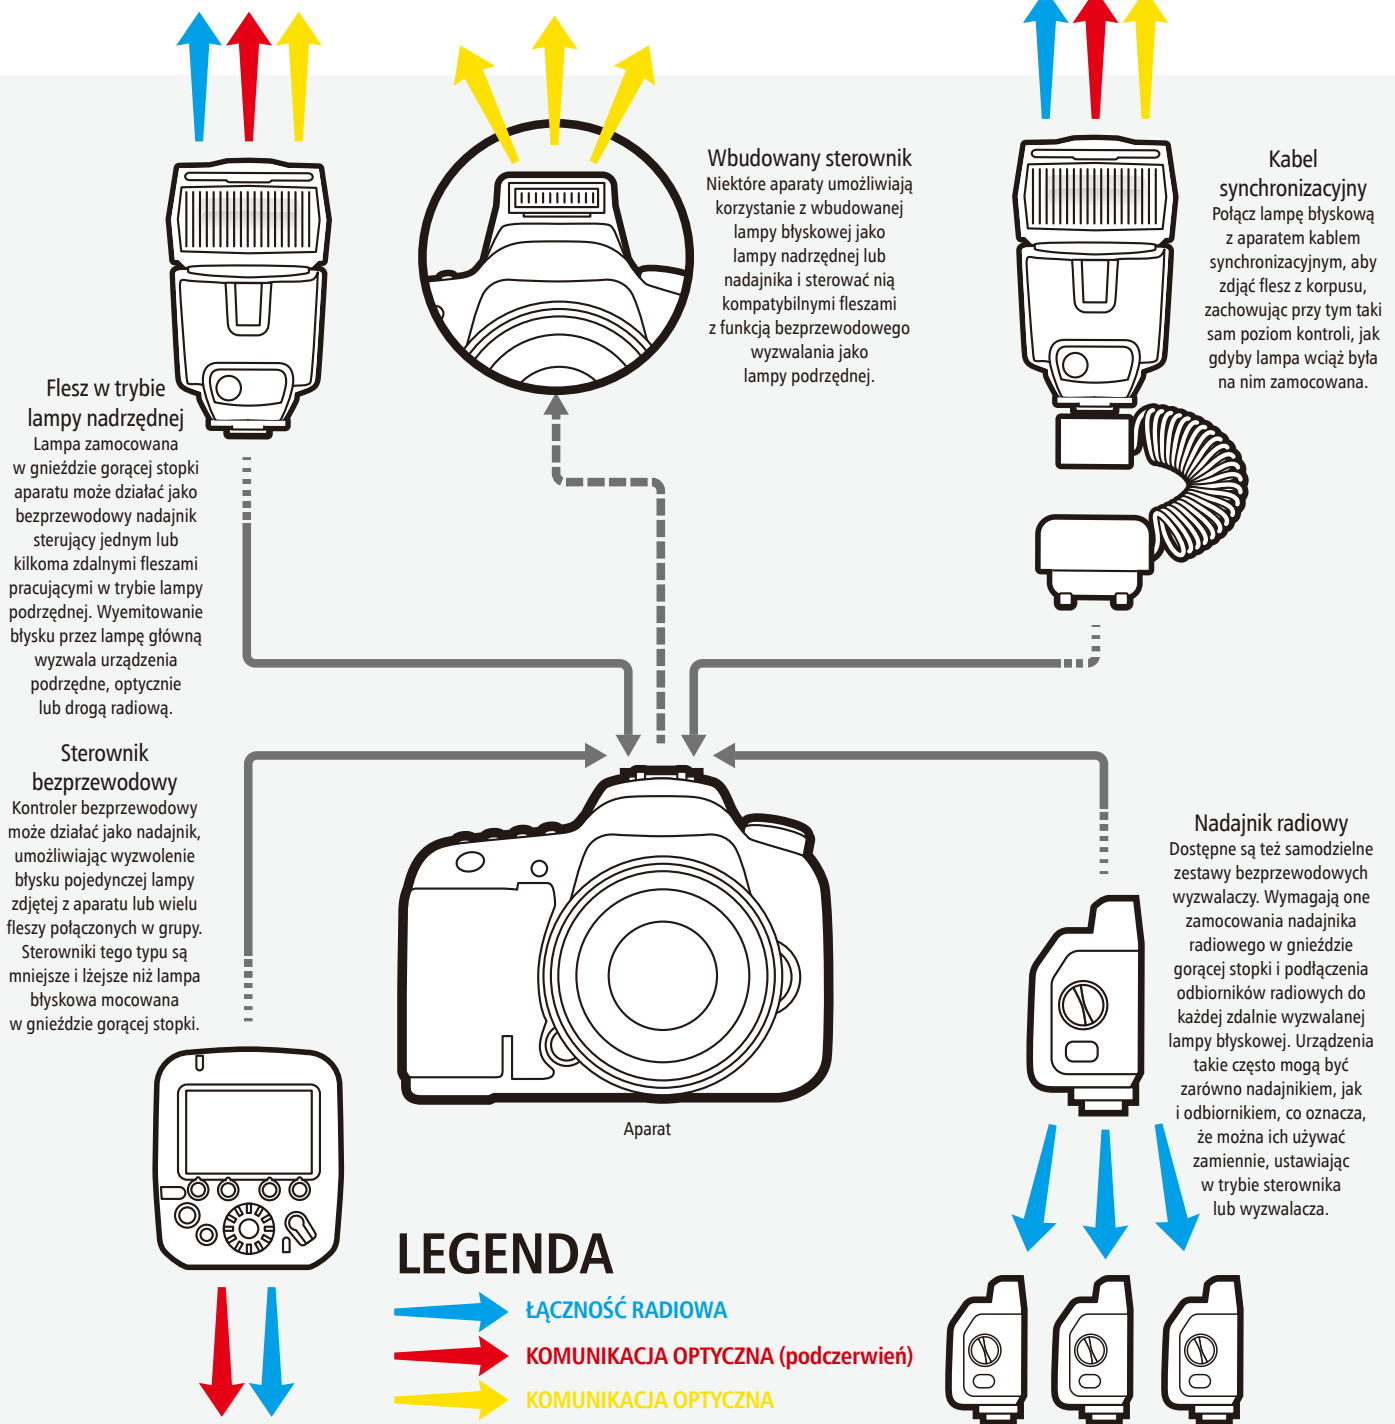 Wbudowany sterownik
Niektóre aparaty umożliwiają
korzystanie z wbudowanej
lampy błyskowej jako
lampy nadrzędnej lub
nadajnika i sterować nią
kompatybilnymi fleszami
z funkcją bezprzewodowego
wyzwalania jako
lampy podrzędnej.
Kabel
synchronizacyjny
Połącz lampę błyskową
z aparatem kablem
synchronizacyjnym, aby
zdjąć flesz z korpusu,
zachowując przy tym taki
sam poziom kontroli, jak
gdyby lampa wciąż była
na nim zamocowana.
Flesz w trybie
lampy nadrzędnej
Lampa zamocowana
w gnieździe gorącej stopki
aparatu może działać jako
bezprzewodowy nadajnik
sterujący jednym lub
kilkoma zdalnymi fleszami
pracującymi w trybie lampy
podrzędnej. Wyemitowanie
błysku przez lampę główną
wyzwala urządzenia
podrzędne, optycznie
lub drogą radiową.
Sterownik
bezprzewodowy
Kontroler bezprzewodowy
może działać jako nadajnik,
umożliwiając wyzwolenie
błysku pojedynczej lampy
zdjętej z aparatu lub wielu
fleszy połączonych w grupy.
Sterowniki tego typu są
mniejsze i lżejsze niż lampa
błyskowa mocowana
w gnieździe gorącej stopki.
Nadajnik radiowy
Dostępne są też samodzielne
zestawy bezprzewodowych
wyzwalaczy. Wymagają one
zamocowania nadajnika
radiowego w gnieździe
gorącej stopki i podłączenia
odbiorników radiowych do
każdej zdalnie wyzwalanej
lampy błyskowej. Urządzenia
takie często mogą być
zarówno nadajnikiem, jak
i odbiornikiem, co oznacza,
że można ich używać
zamiennie, ustawiając
w trybie sterownika
lub wyzwalacza.
Aparat
LEGENDA
ŁĄCZNOŚĆ RADIOWA
KOMUNIKACJA OPTYCZNA (podczerwień)
KOMUNIKACJA OPTYCZNA